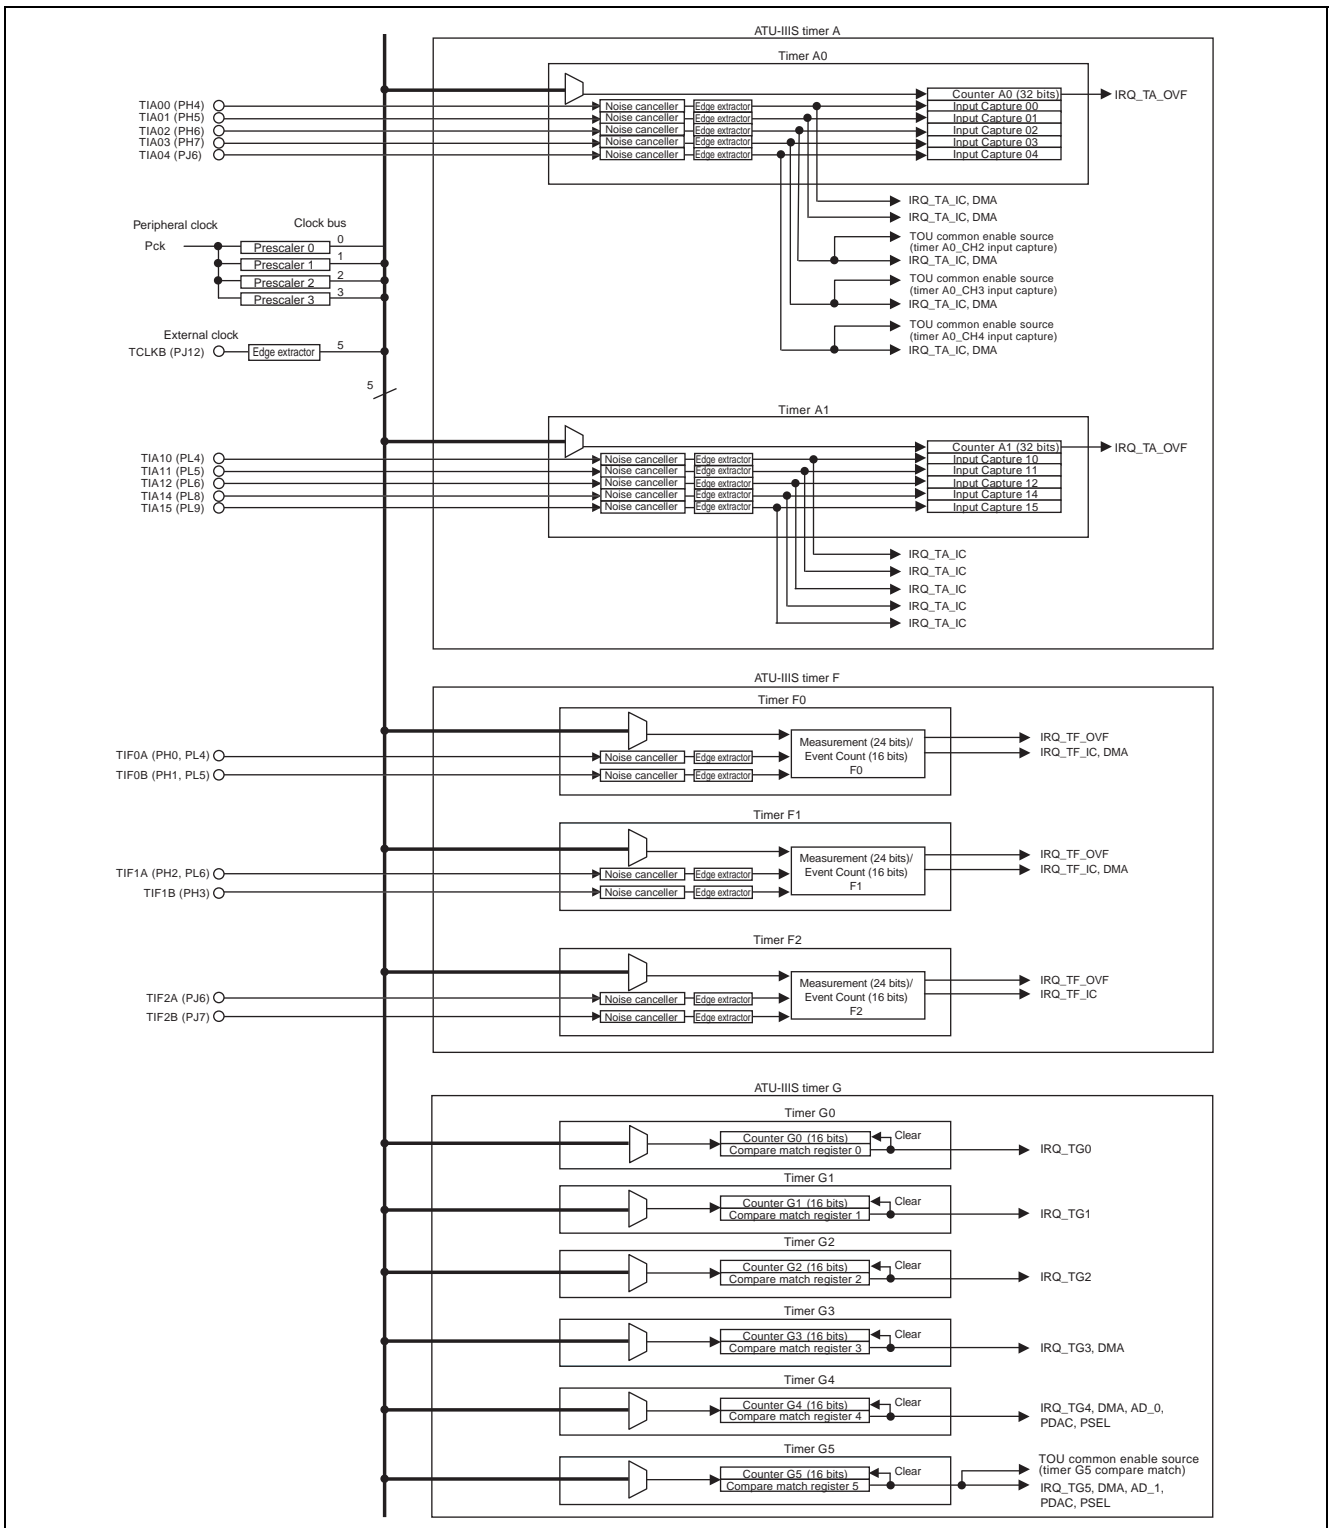 ATU-IIIS timer A
Timer A0
Counter A0 (32 bits)
IRQ_TA_OVF
TIA00 (PH4)
Noise canceller
Edge extractor
Input Capture 00
TIA01 (PH5)
Noise canceller
Edge extractor
Input Capture 01
TIA02 (PH6)
Noise canceller
Edge extractor
Input Capture 02
TIA03 (PH7)
Noise canceller
Edge extractor
Input Capture 03
TIA04 (PJ6)
Noise canceller
Edge extractor
Input Capture 04
IRQ_TA_IC, DMA
IRQ_TA_IC, DMA
TOU common enable source
(timer A0_CH2 input capture)
IRQ_TA_IC, DMA
TOU common enable source
(timer A0_CH3 input capture)
IRQ_TA_IC, DMA
TOU common enable source
(timer A0_CH4 input capture)
IRQ_TA_IC, DMA
Peripheral clock
Clock bus
Pck
Prescaler 0
0
Prescaler 1
1
Prescaler 2
2
Prescaler 3
3
External clock
TCLKB (PJ12)
Edge extractor
5
5
Timer A1
Counter A1 (32 bits)
IRQ_TA_OVF
TIA10 (PL4)
Noise canceller
Edge extractor
Input Capture 10
TIA11 (PL5)
Noise canceller
Edge extractor
Input Capture 11
TIA12 (PL6)
Noise canceller
Edge extractor
Input Capture 12
TIA14 (PL8)
Noise canceller
Edge extractor
Input Capture 14
TIA15 (PL9)
Noise canceller
Edge extractor
Input Capture 15
IRQ_TA_IC
IRQ_TA_IC
IRQ_TA_IC
IRQ_TA_IC
IRQ_TA_IC
ATU-IIIS timer F
Timer F0
TIF0A (PH0, PL4)
Noise canceller
Edge extractor
TIF0B (PH1, PL5)
Noise canceller
Edge extractor
Measurement (24 bits)/
Event Count (16 bits)
F0
IRQ_TF_OVF
IRQ_TF_IC, DMA
Timer F1
TIF1A (PH2, PL6)
Noise canceller
Edge extractor
TIF1B (PH3)
Noise canceller
Edge extractor
Measurement (24 bits)/
Event Count (16 bits)
F1
IRQ_TF_OVF
IRQ_TF_IC, DMA
Timer F2
TIF2A (PJ6)
Noise canceller
Edge extractor
TIF2B (PJ7)
Noise canceller
Edge extractor
Measurement (24 bits)/
Event Count (16 bits)
F2
IRQ_TF_OVF
IRQ_TF_IC
ATU-IIIS timer G
Timer G0
Counter G0 (16 bits)
Compare match register 0
Clear
IRQ_TG0
Timer G1
Counter G1 (16 bits)
Compare match register 1
Clear
IRQ_TG1
Timer G2
Counter G2 (16 bits)
Compare match register 2
Clear
IRQ_TG2
Timer G3
Counter G3 (16 bits)
Compare match register 3
Clear
IRQ_TG3, DMA
Timer G4
Counter G4 (16 bits)
Compare match register 4
Clear
IRQ_TG4, DMA, AD_0,
PDAC, PSEL
Timer G5
Counter G5 (16 bits)
Compare match register 5
Clear
TOU common enable source
(timer G5 compare match)
IRQ_TG5, DMA, AD_1,
PDAC, PSEL